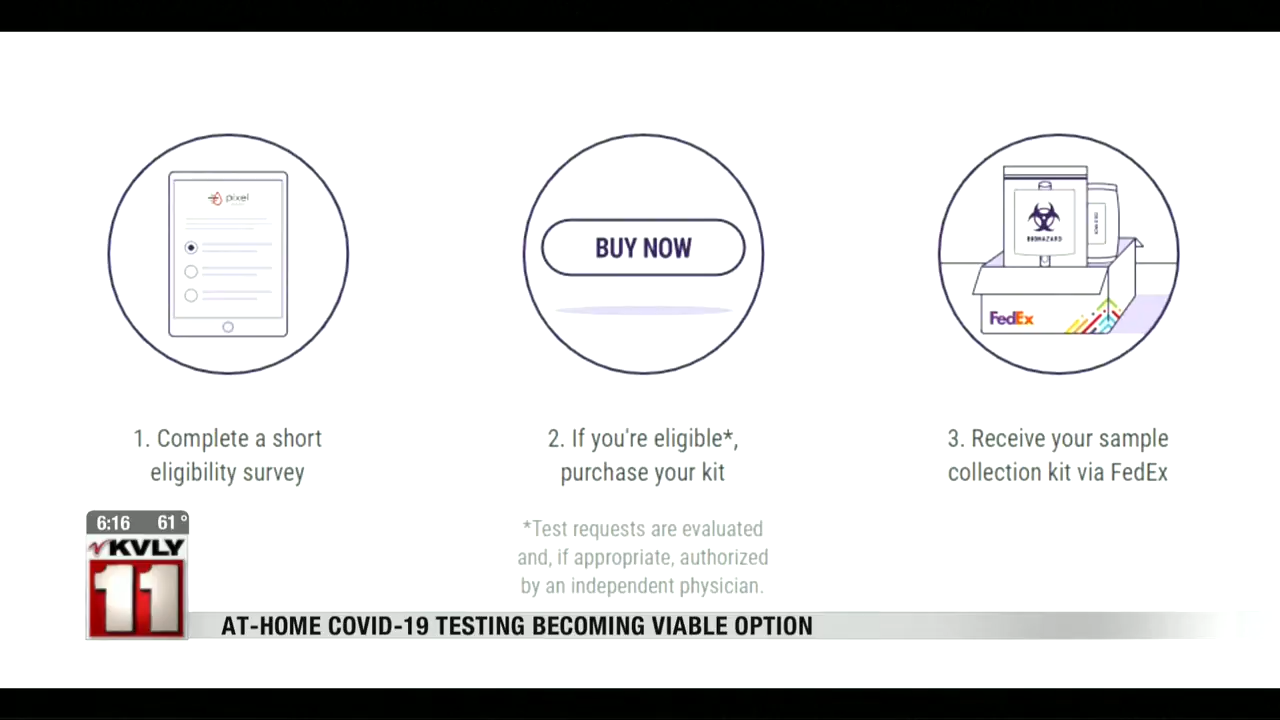 pixel
BUY NOW
BIOHAZARD
FedEx
1. Complete a short
eligibility survey
2. If you're eligible*,
purchase your kit
*Test requests are evaluated
and, if appropriate, authorized
by an independent physician.
3. Receive your sample
collection kit via FedEx
6:16 61°
KVLY
11
AT-HOME COVID-19 TESTING BECOMING VIABLE OPTION